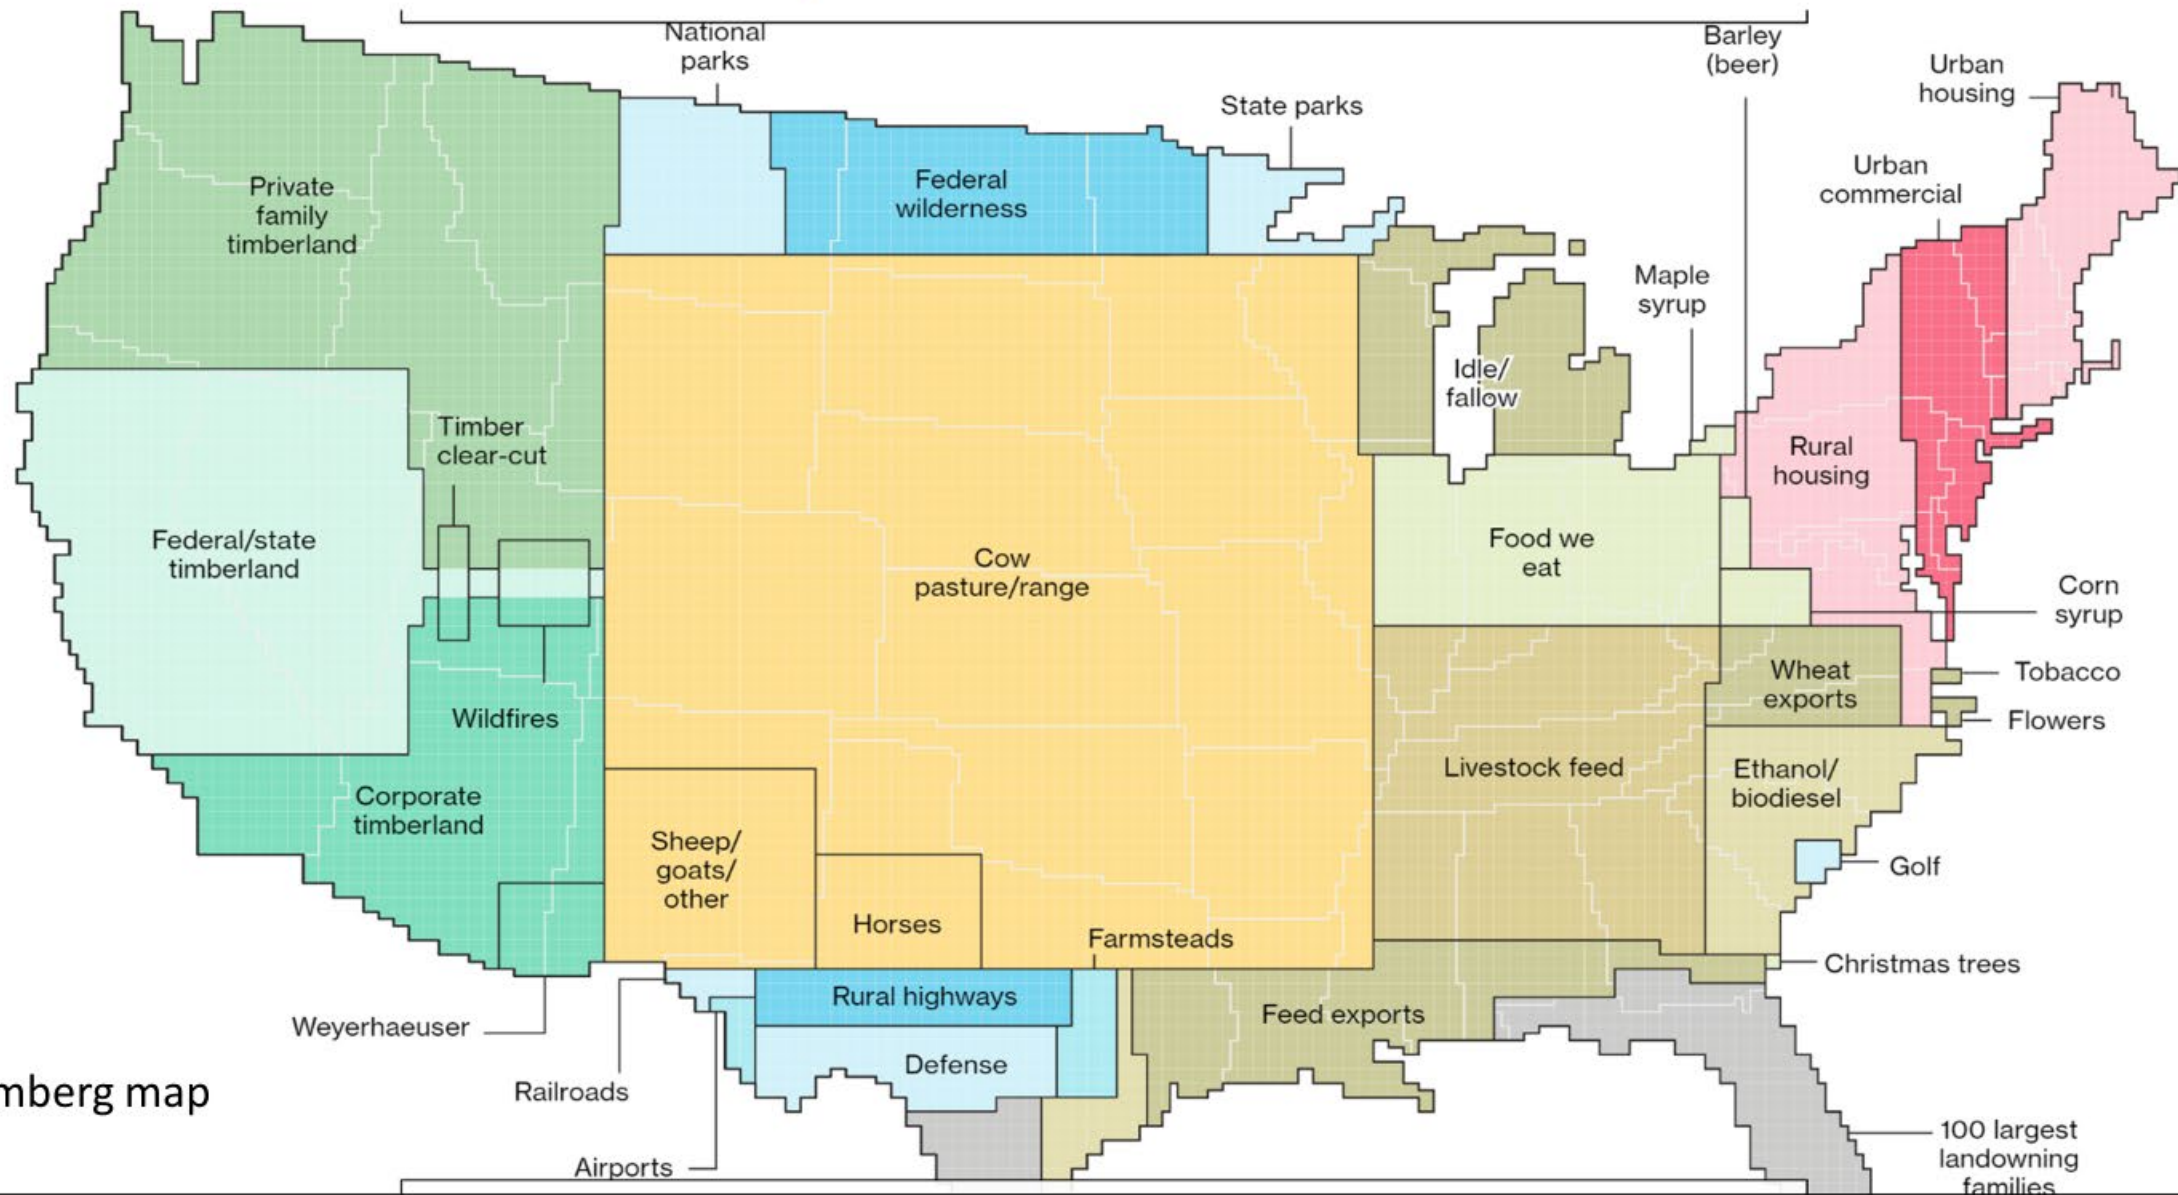 National
parks
Barley
(beer)
Urban
housing
State parks
Urban
commercial
Private
family
timberland
Federal
wilderness
Maple
syrup
Idle/
fallow
Timber
clear-cut
Rural
housing
Federal/state
timberland
Food we
eat
Cow
pasture/range
Corn
syrup
Tobacco
Wheat
exports
Flowers
Wildfires
Livestock feed
Ethanol/
biodiesel
Corporate
timberland
Sheep/
goats/
other
Golf
Horses
Farmsteads
Christmas trees
Rural highways
Feed exports
Weyerhaeuser
Defense
Railroads
mberg map
100 largest
landowning
families
Airports